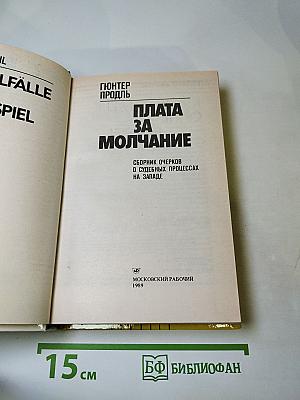 LFÄLLE
SPIEL
ГЮНТЕР
ПРОДЛЬ
ПЛАТА
ЗА
МОЛЧАНИЕ
СБОРНИК ОЧЕРКОВ
О СУДЕБНЫХ ПРОЦЕССАХ
НА ЗАПАДЕ
МОСКОВСКИЙ РАБОЧИЙ
1989
15 см
БФ БИБЛИОФАН